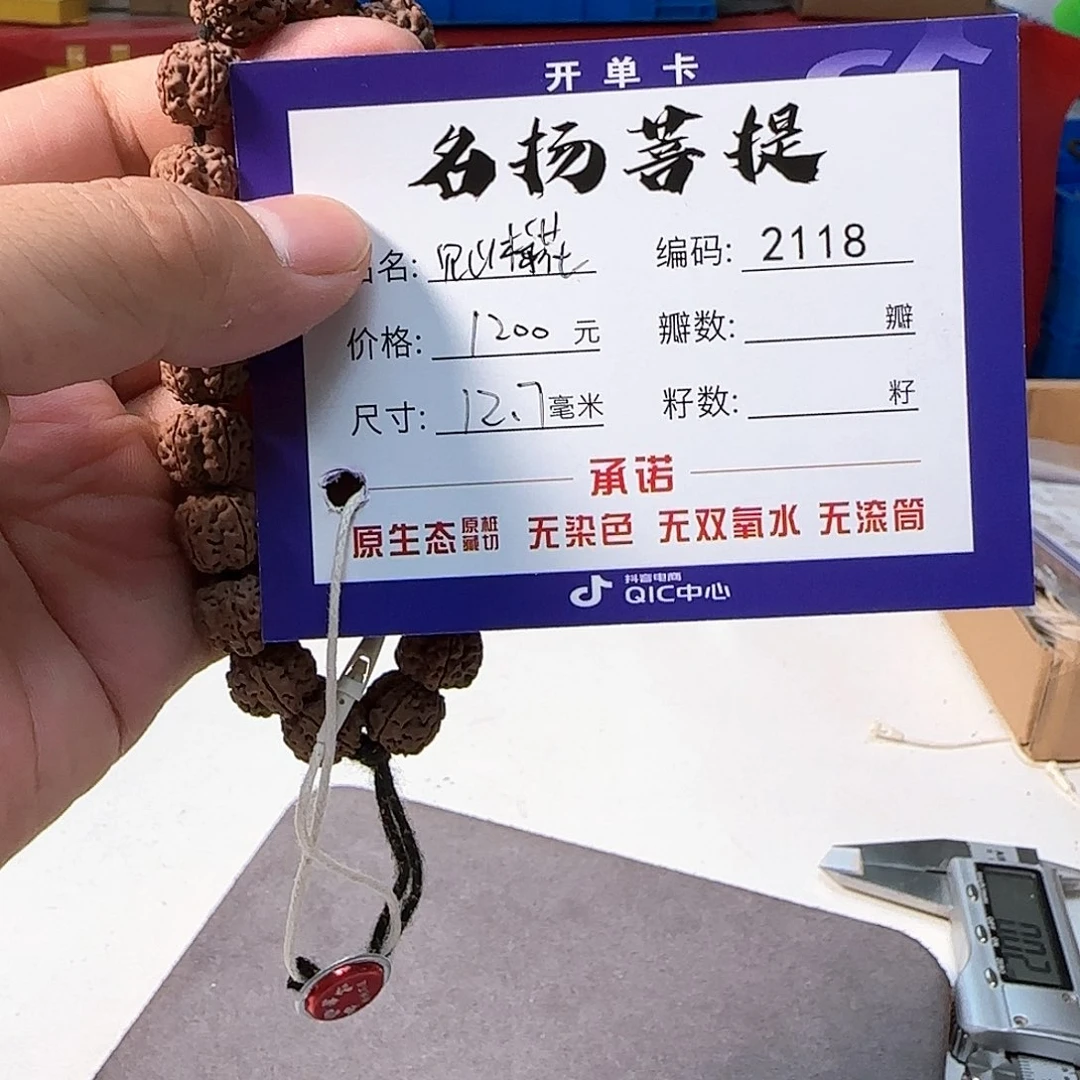 开单卡
名扬菩提
名: 编码: 2118
价格: 1200 元 瓣数: 瓣
尺寸: 12.7 毫米 籽数: 籽
承诺
原生态 原桩藏切 无染色 无双氧水 无滚筒
抖音电商
QIC中心